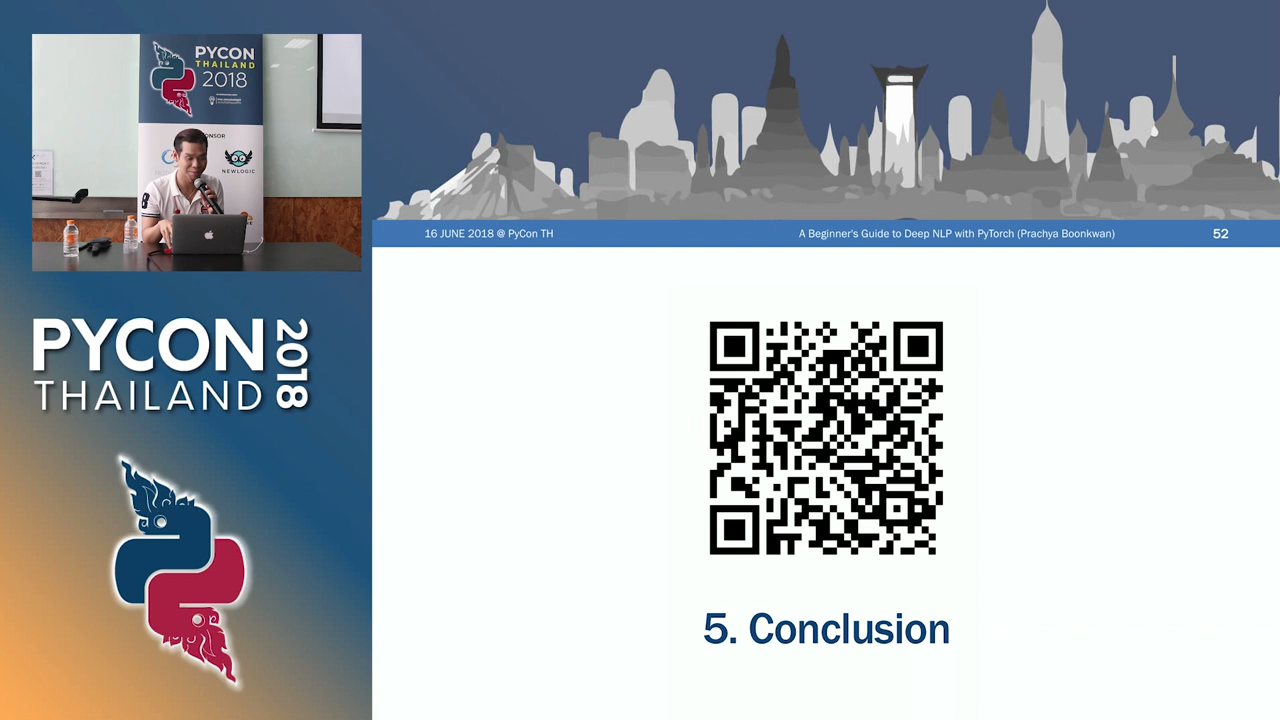 PYCON
THAILAND
2018
NEWLOGIC
PYCON 2018
THAILAND
16 JUNE 2018 @ PyCon TH
A Beginner's Guide to Deep NLP with PyTorch (Prachya Boonkwan)
52
5. Conclusion